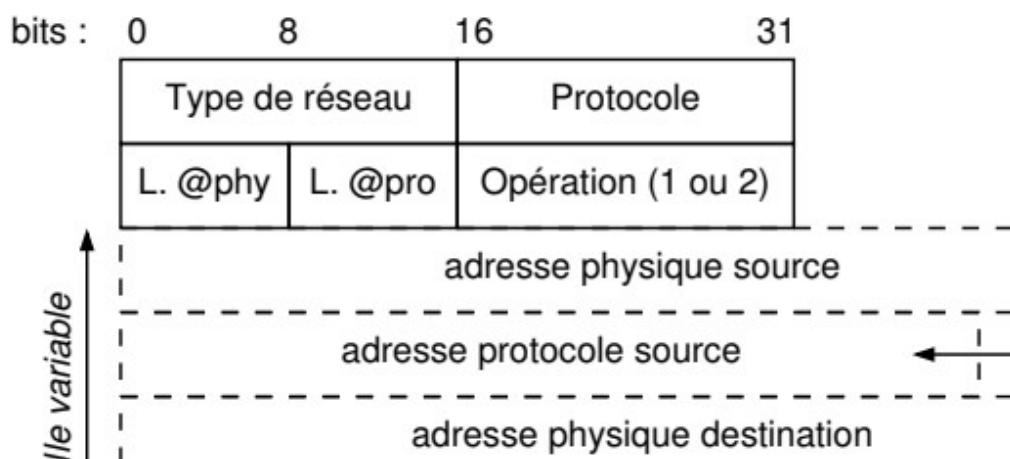 bits : 0 8 16 31
Type de réseau Protocole
L. @phy L. @pro Opération (1 ou 2)
adresse physique source
adresse protocole source
adresse physique destination
variable